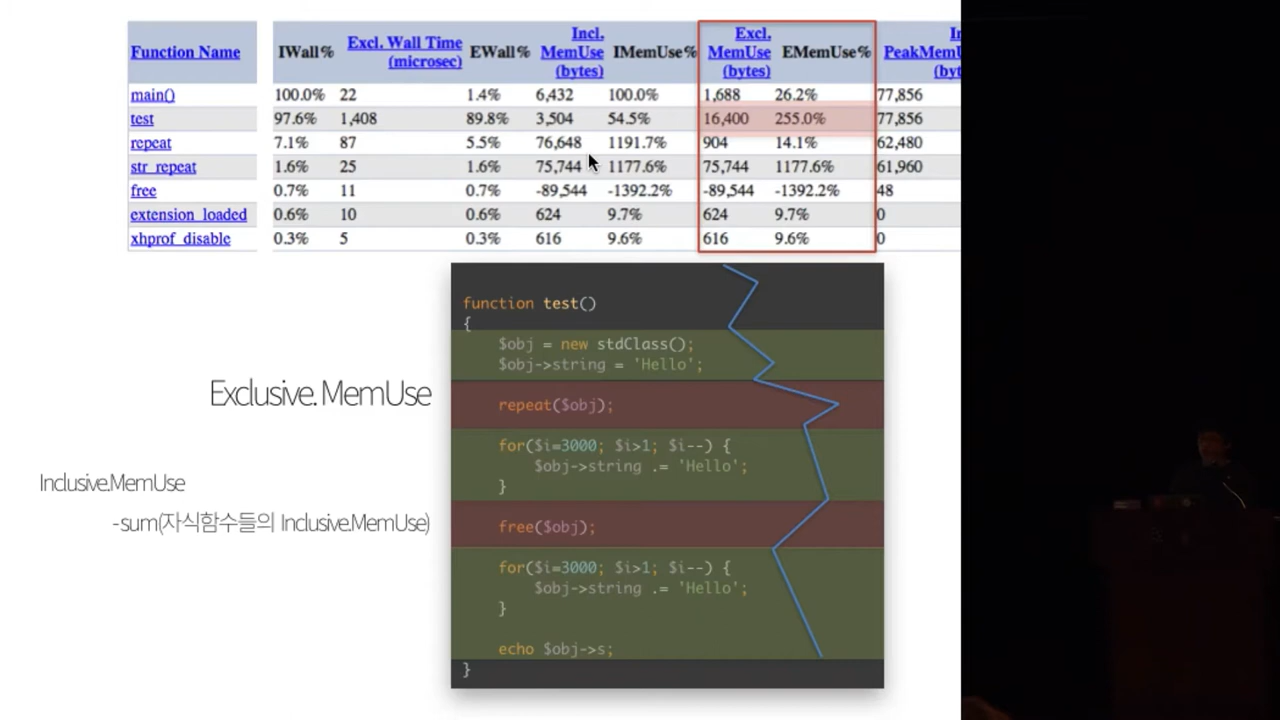 Function Name IWall% Excl. Wall Time (microsec) EWall% Incl. MemUse (bytes) IMemUse% Excl. MemUse (bytes) EMemUse% PeakMemU
main() 100.0% 22 1.4% 6,432 100.0% 1,688 26.2% 77,856
test 97.6% 1,408 89.8% 3,504 54.5% 16,400 255.0% 77,856
repeat 7.1% 87 5.5% 76,648 1191.7% 904 14.1% 62,480
str_repeat 1.6% 25 1.6% 75,744 1177.6% 75,744 1177.6% 61,960
free 0.7% 11 0.7% -89,544 -1392.2% -89,544 -1392.2% 48
extension_loaded 0.6% 10 0.6% 624 9.7% 624 9.7% 0
xhprof_disable 0.3% 5 0.3% 616 9.6% 616 9.6% 0
function test()
{
$obj = new stdClass();
$obj->string = 'Hello';
repeat($obj);
for($i=3000; $i>1; $i--) {
$obj->string .= 'Hello';
}
free($obj);
for($i=3000; $i>1; $i--) {
$obj->string .= 'Hello';
}
echo $obj->s;
}
Exclusive.MemUse
Inclusive.MemUse
-sum(자식함수들의 Inclusive.MemUse)